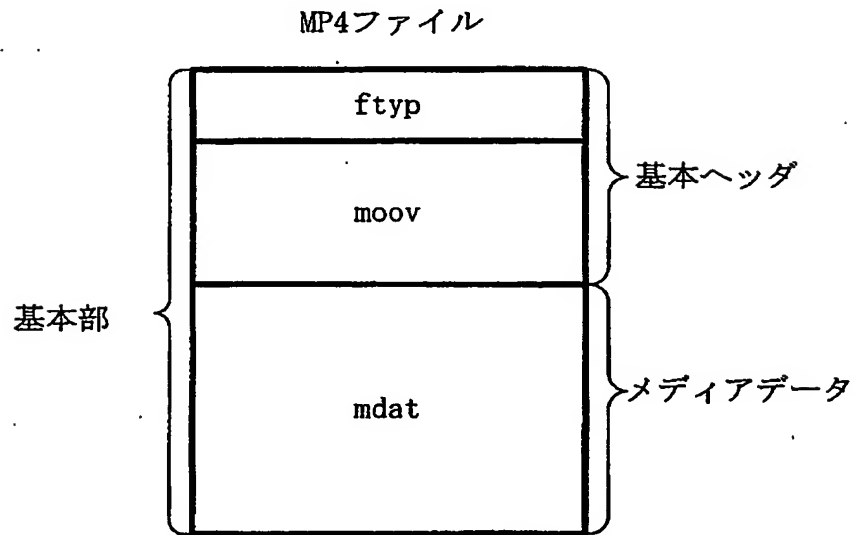 MP4ファイル
ftyp
基本ヘッダ
moov
基本部
メディアデータ
mdat